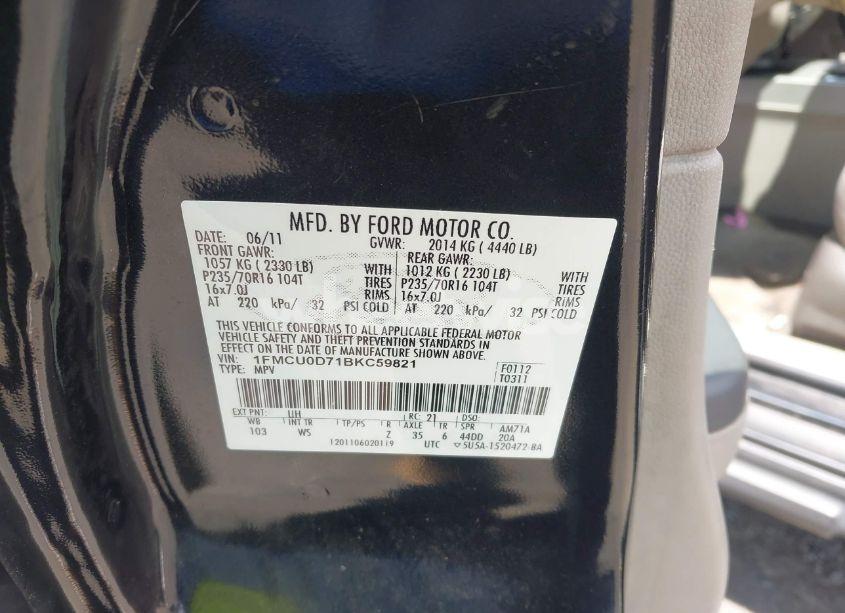 MFD. BY FORD MOTOR CO.
DATE: 06/11 GVWR: 2014 KG ( 4440 LB)
FRONT GAWR: REAR GAWR:
1057 KG ( 2330 LB) WITH 1012 KG ( 2230 LB) WITH
P235/70R16 104T TIRES P235/70R16 104T TIRES
16x7.0J RIMS 16x7.0J RIMS
AT 220 kPa/ 32 PSI COLD AT 220 kPa/ 32 PSI COLD
THIS VEHICLE CONFORMS TO ALL APPLICABLE FEDERAL MOTOR
VEHICLE SAFETY AND THEFT PREVENTION STANDARDS IN
EFFECT ON THE DATE OF MANUFACTURE SHOWN ABOVE.
VIN: 1FMCU0D71BKC59821 F0112
TYPE: MPV T0311
EXT PNT: UH RC: 21 DSO:
WB INT TR TP/PS R AXLE TR SPR AM71A
103 WS Z 35 6 44DD 20A
1201106020119 UTC 5U5A-1520472-BA